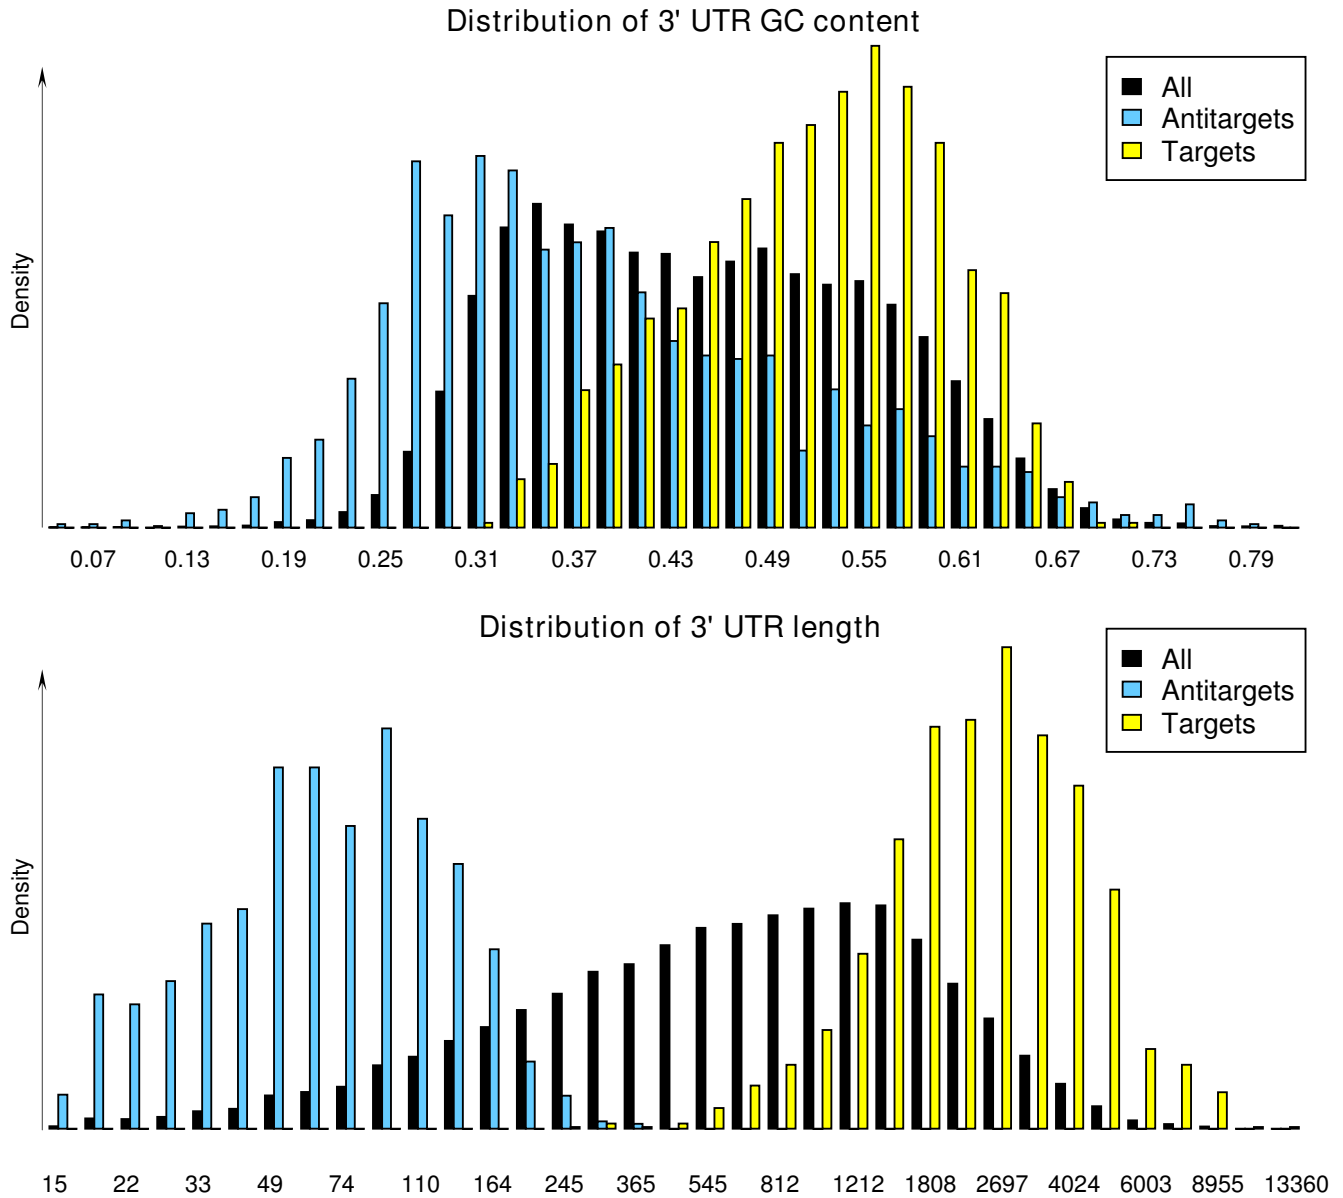 Distribution of 3' UTR GC content
All
Antitargets
Targets
Density
0.07 0.13 0.19 0.25 0.31 0.37 0.43 0.49 0.55 0.61 0.67 0.73 0.79
Distribution of 3' UTR length
All
Antitargets
Targets
Density
15 22 33 49 74 110 164 245 365 545 812 1212 1808 2697 4024 6003 8955 13360